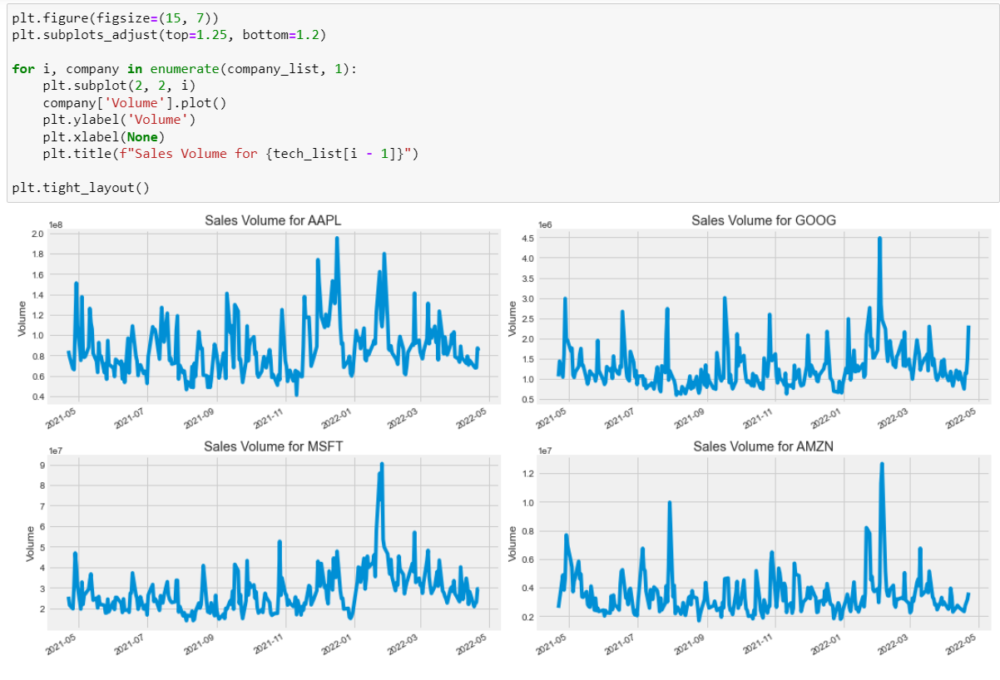 plt.figure(figsize=(15, 7))
plt.subplots_adjust(top=1.25, bottom=1.2)

for i, company in enumerate(company_list, 1):
    plt.subplot(2, 2, i)
    company['Volume'].plot()
    plt.ylabel('Volume')
    plt.xlabel(None)
    plt.title(f"Sales Volume for {tech_list[i - 1]}")

plt.tight_layout()
Sales Volume for AAPL
1e8
2.0
1.8
1.6
1.4
1.2
1.0
0.8
0.6
0.4
Volume
2021-05 2021-07 2021-09 2021-11 2022-01 2022-03 2022-05
Sales Volume for GOOG
1e6
4.5
4.0
3.5
3.0
2.5
2.0
1.5
1.0
0.5
Volume
2021-05 2021-07 2021-09 2021-11 2022-01 2022-03 2022-05
Sales Volume for MSFT
1e7
9
8
7
6
5
4
3
2
Volume
2021-05 2021-07 2021-09 2021-11 2022-01 2022-03 2022-05
Sales Volume for AMZN
1e7
1.2
1.0
0.8
0.6
0.4
0.2
Volume
2021-05 2021-07 2021-09 2021-11 2022-01 2022-03 2022-05